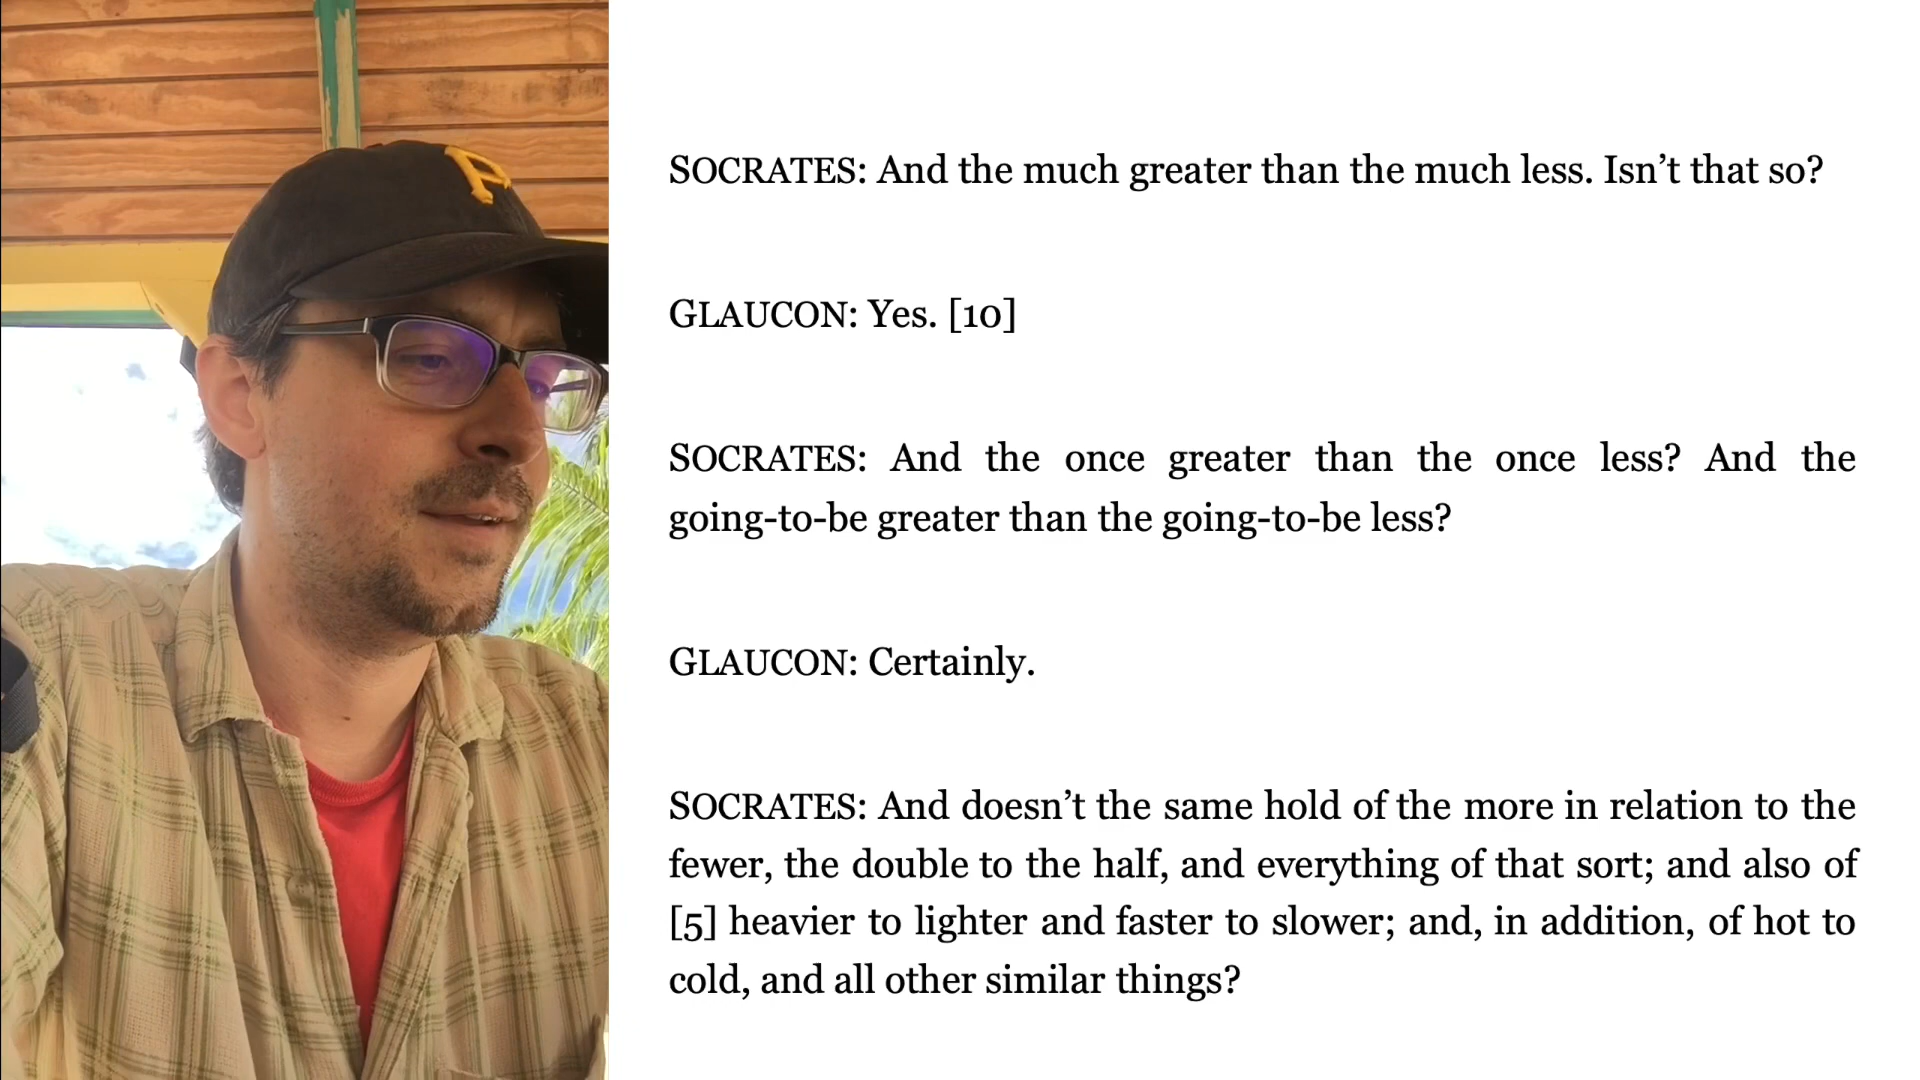 P
SOCRATES: And the much greater than the much less. Isn’t that so?
GLAUCON: Yes. [10]
SOCRATES: And the once greater than the once less? And the
going-to-be greater than the going-to-be less?
GLAUCON: Certainly.
SOCRATES: And doesn’t the same hold of the more in relation to the
fewer, the double to the half, and everything of that sort; and also of
[5] heavier to lighter and faster to slower; and, in addition, of hot to
cold, and all other similar things?